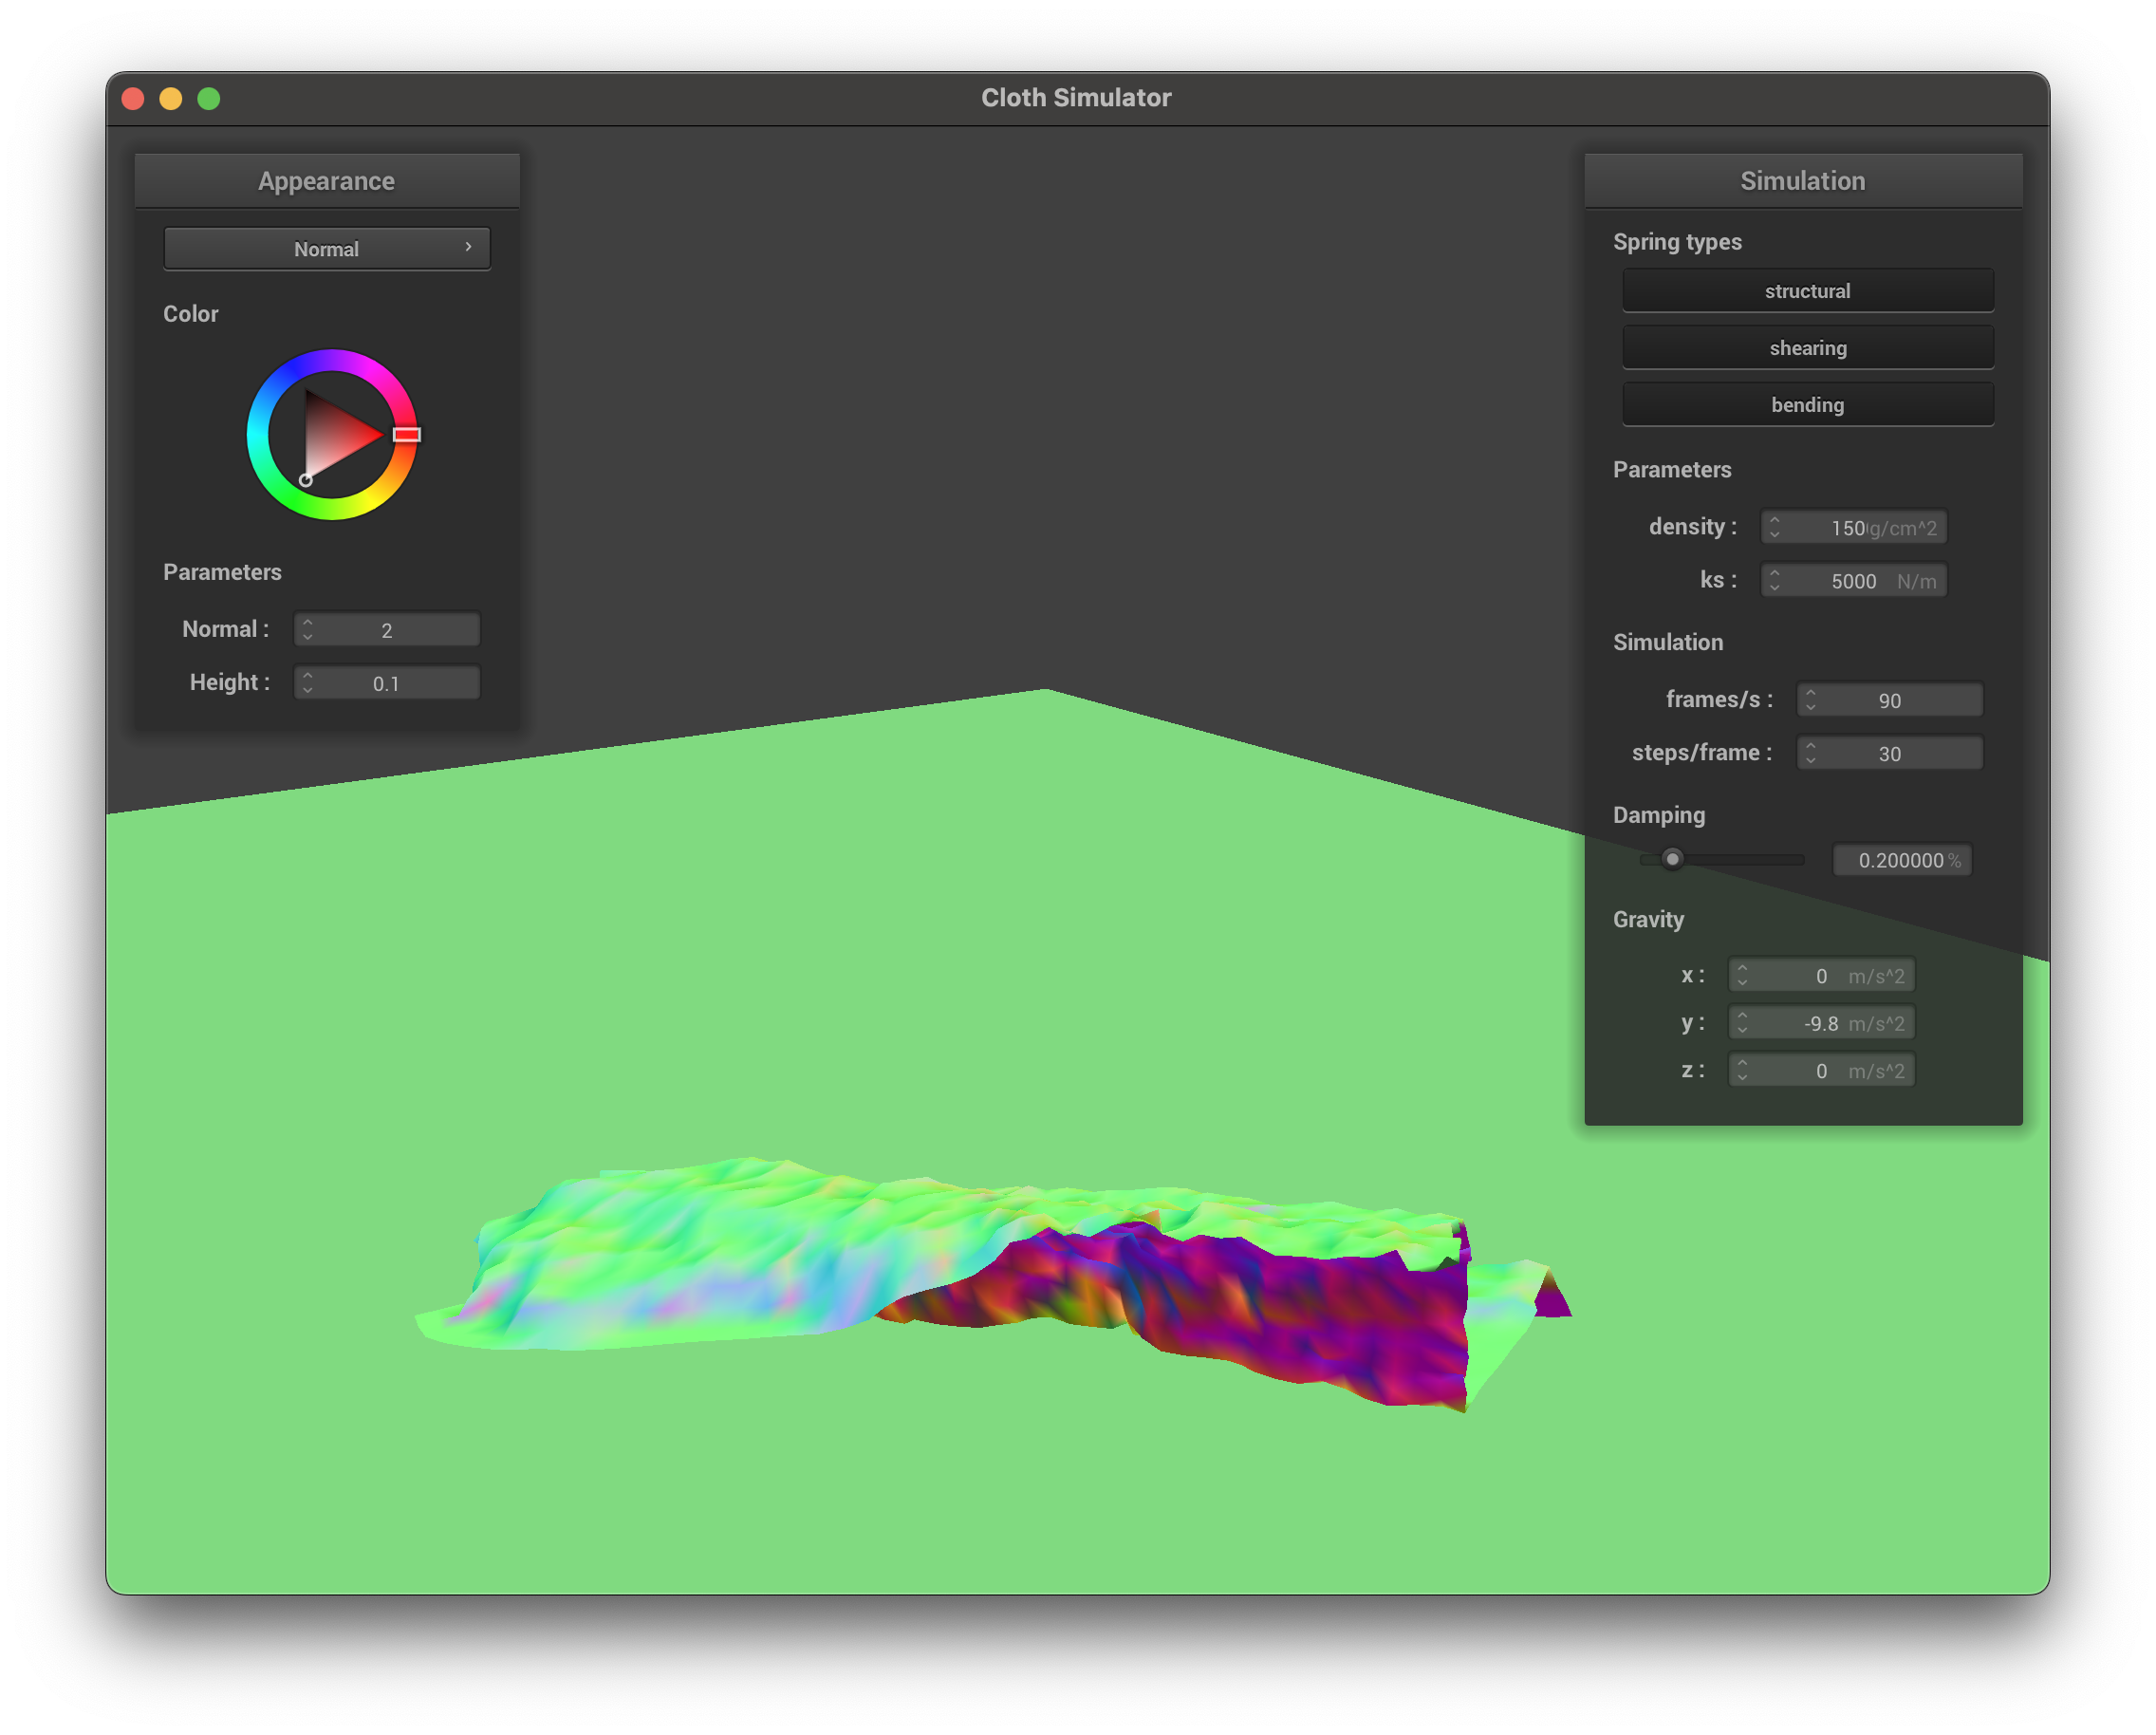 Cloth Simulator
Appearance
Normal
Color
Parameters
Normal : 2
Height : 0.1
Simulation
Spring types
structural
shearing
bending
Parameters
density : 150 g/cm^2
ks : 5000 N/m
Simulation
frames/s : 90
steps/frame : 30
Damping
0.200000 %
Gravity
x : 0 m/s^2
y : -9.8 m/s^2
z : 0 m/s^2